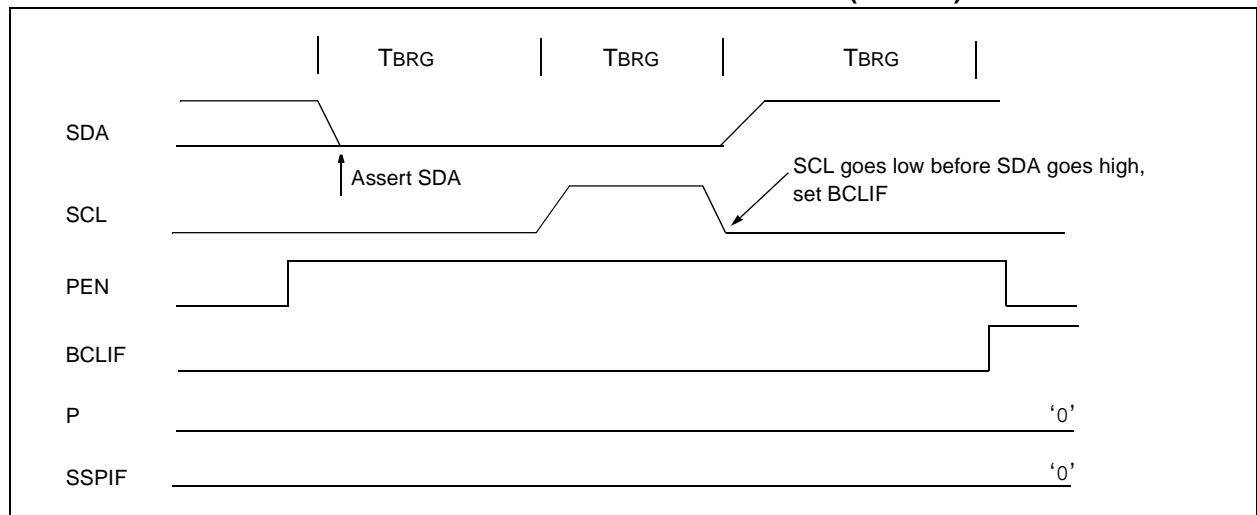 TBRG TBRG TBRG
SDA
Assert SDA
SCL goes low before SDA goes high,
set BCLIF
SCL
PEN
BCLIF
P
'0'
SSPIF
'0'